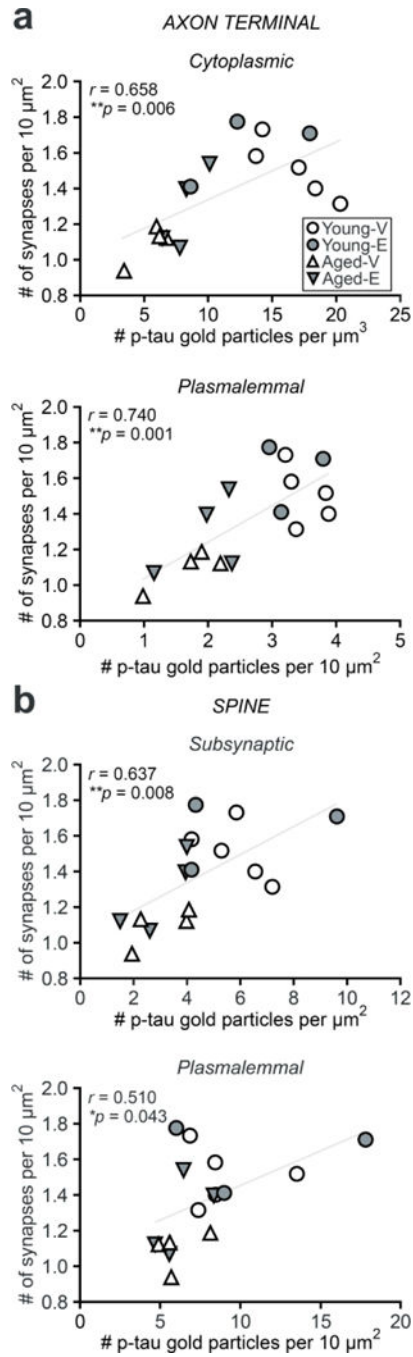 a
AXON TERMINAL
Cytoplasmic
r = 0.658
**p = 0.006
# of synapses per 10 µm²
2.0
1.8
1.6
1.4
1.2
1.0
0.8
Young-V
Young-E
Aged-V
Aged-E
0 5 10 15 20 25
# p-tau gold particles per µm³
Plasmalemmal
r = 0.740
**p = 0.001
# of synapses per 10 µm²
2.0
1.8
1.6
1.4
1.2
1.0
0.8
0 1 2 3 4 5
# p-tau gold particles per 10 µm²
b
SPINE
Subsynaptic
r = 0.637
**p = 0.008
# of synapses per 10 µm²
2.0
1.8
1.6
1.4
1.2
1.0
0.8
0 2 4 6 8 10 12
# p-tau gold particles per µm²
Plasmalemmal
r = 0.510
*p = 0.043
# of synapses per 10 µm²
2.0
1.8
1.6
1.4
1.2
1.0
0.8
0 5 10 15 20
# p-tau gold particles per 10 µm²